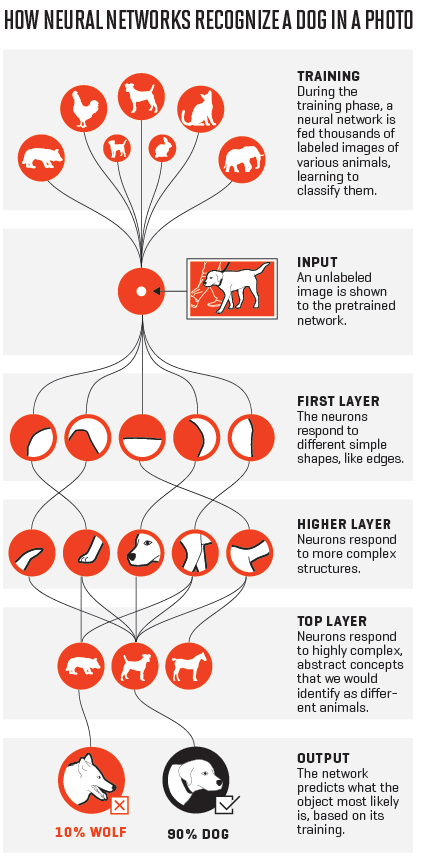 HOW NEURAL NETWORKS RECOGNIZE A DOG IN A PHOTO
TRAINING
During the
training phase, a
neural network is
fed thousands of
labeled images of
various animals,
learning to
classify them.
INPUT
An unlabeled
image is shown
to the pretrained
network.
FIRST LAYER
The neurons
respond to
different simple
shapes, like edges.
HIGHER LAYER
Neurons respond
to more complex
structures.
TOP LAYER
Neurons respond
to highly complex,
abstract concepts
that we would
identify as differ-
ent animals.
OUTPUT
The network
predicts what the
object most likely
is, based on its
training.
10% WOLF
90% DOG